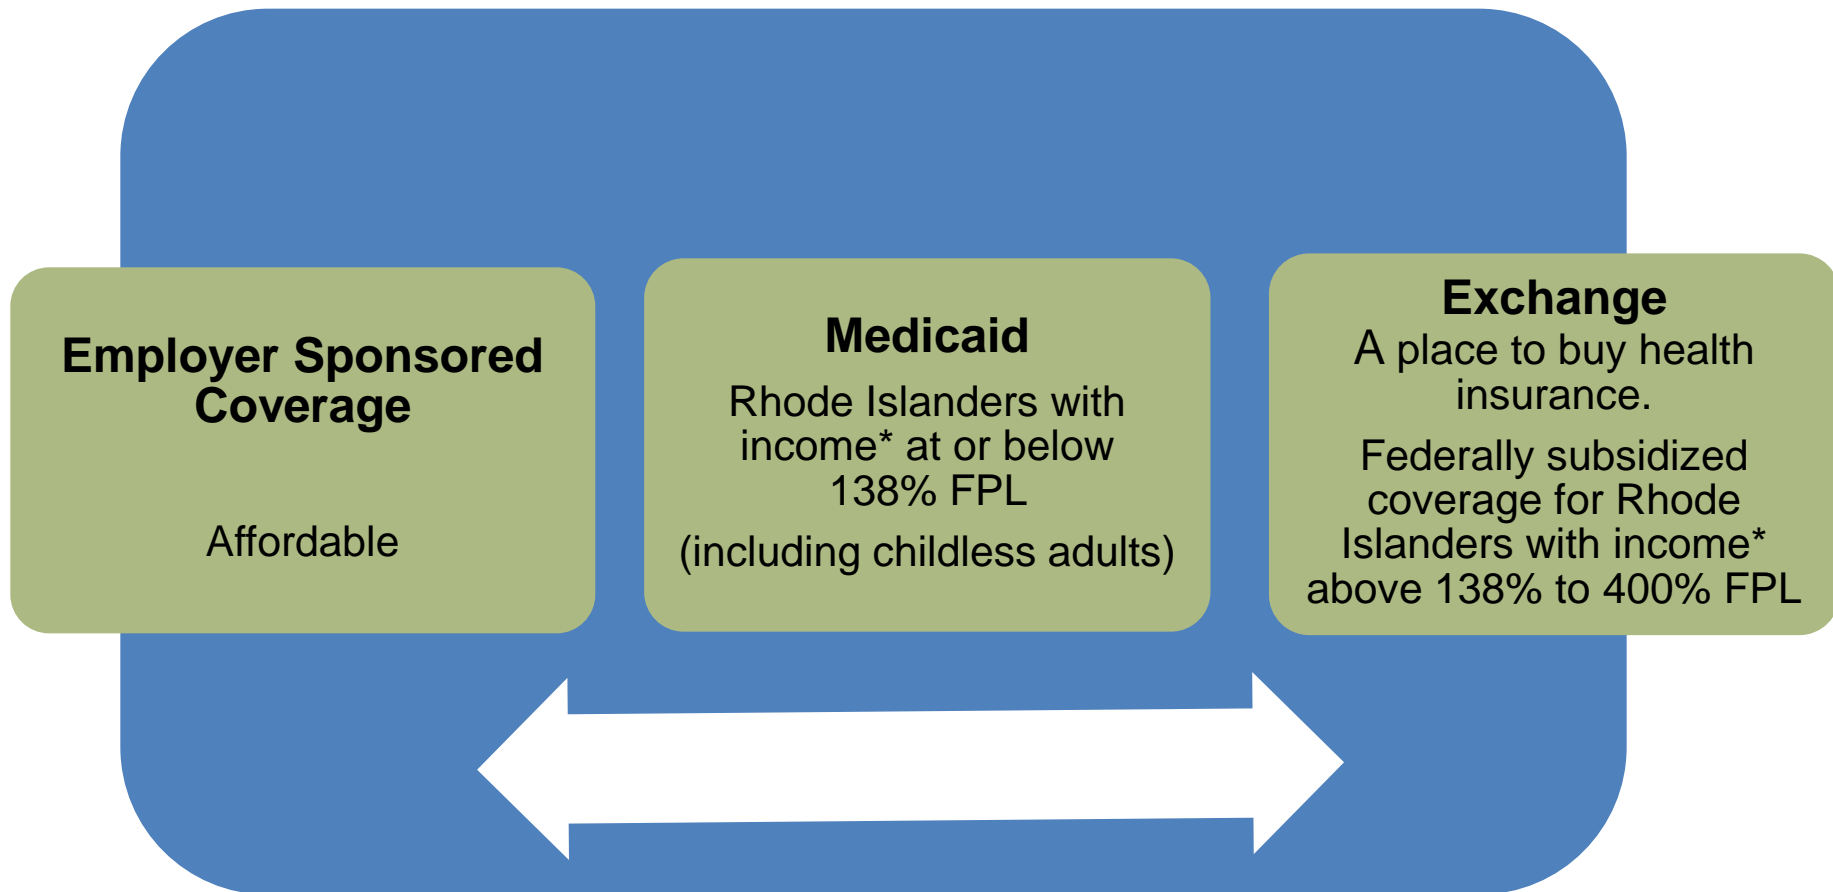 Employer Sponsored
Coverage
Affordable
Medicaid
Rhode Islanders with
income* at or below
138% FPL
(including childless adults)
Exchange
A place to buy health
insurance.
Federally subsidized
coverage for Rhode
Islanders with income*
above 138% to 400% FPL